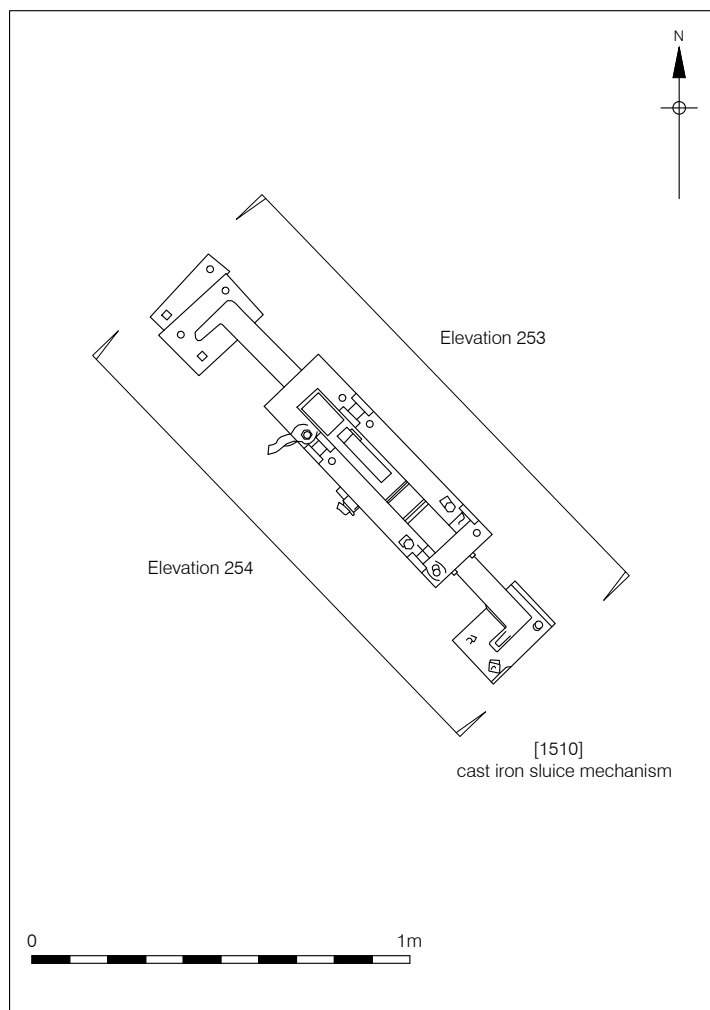 N
Elevation 253
Elevation 254
[1510]
cast iron sluice mechanism
0 1m